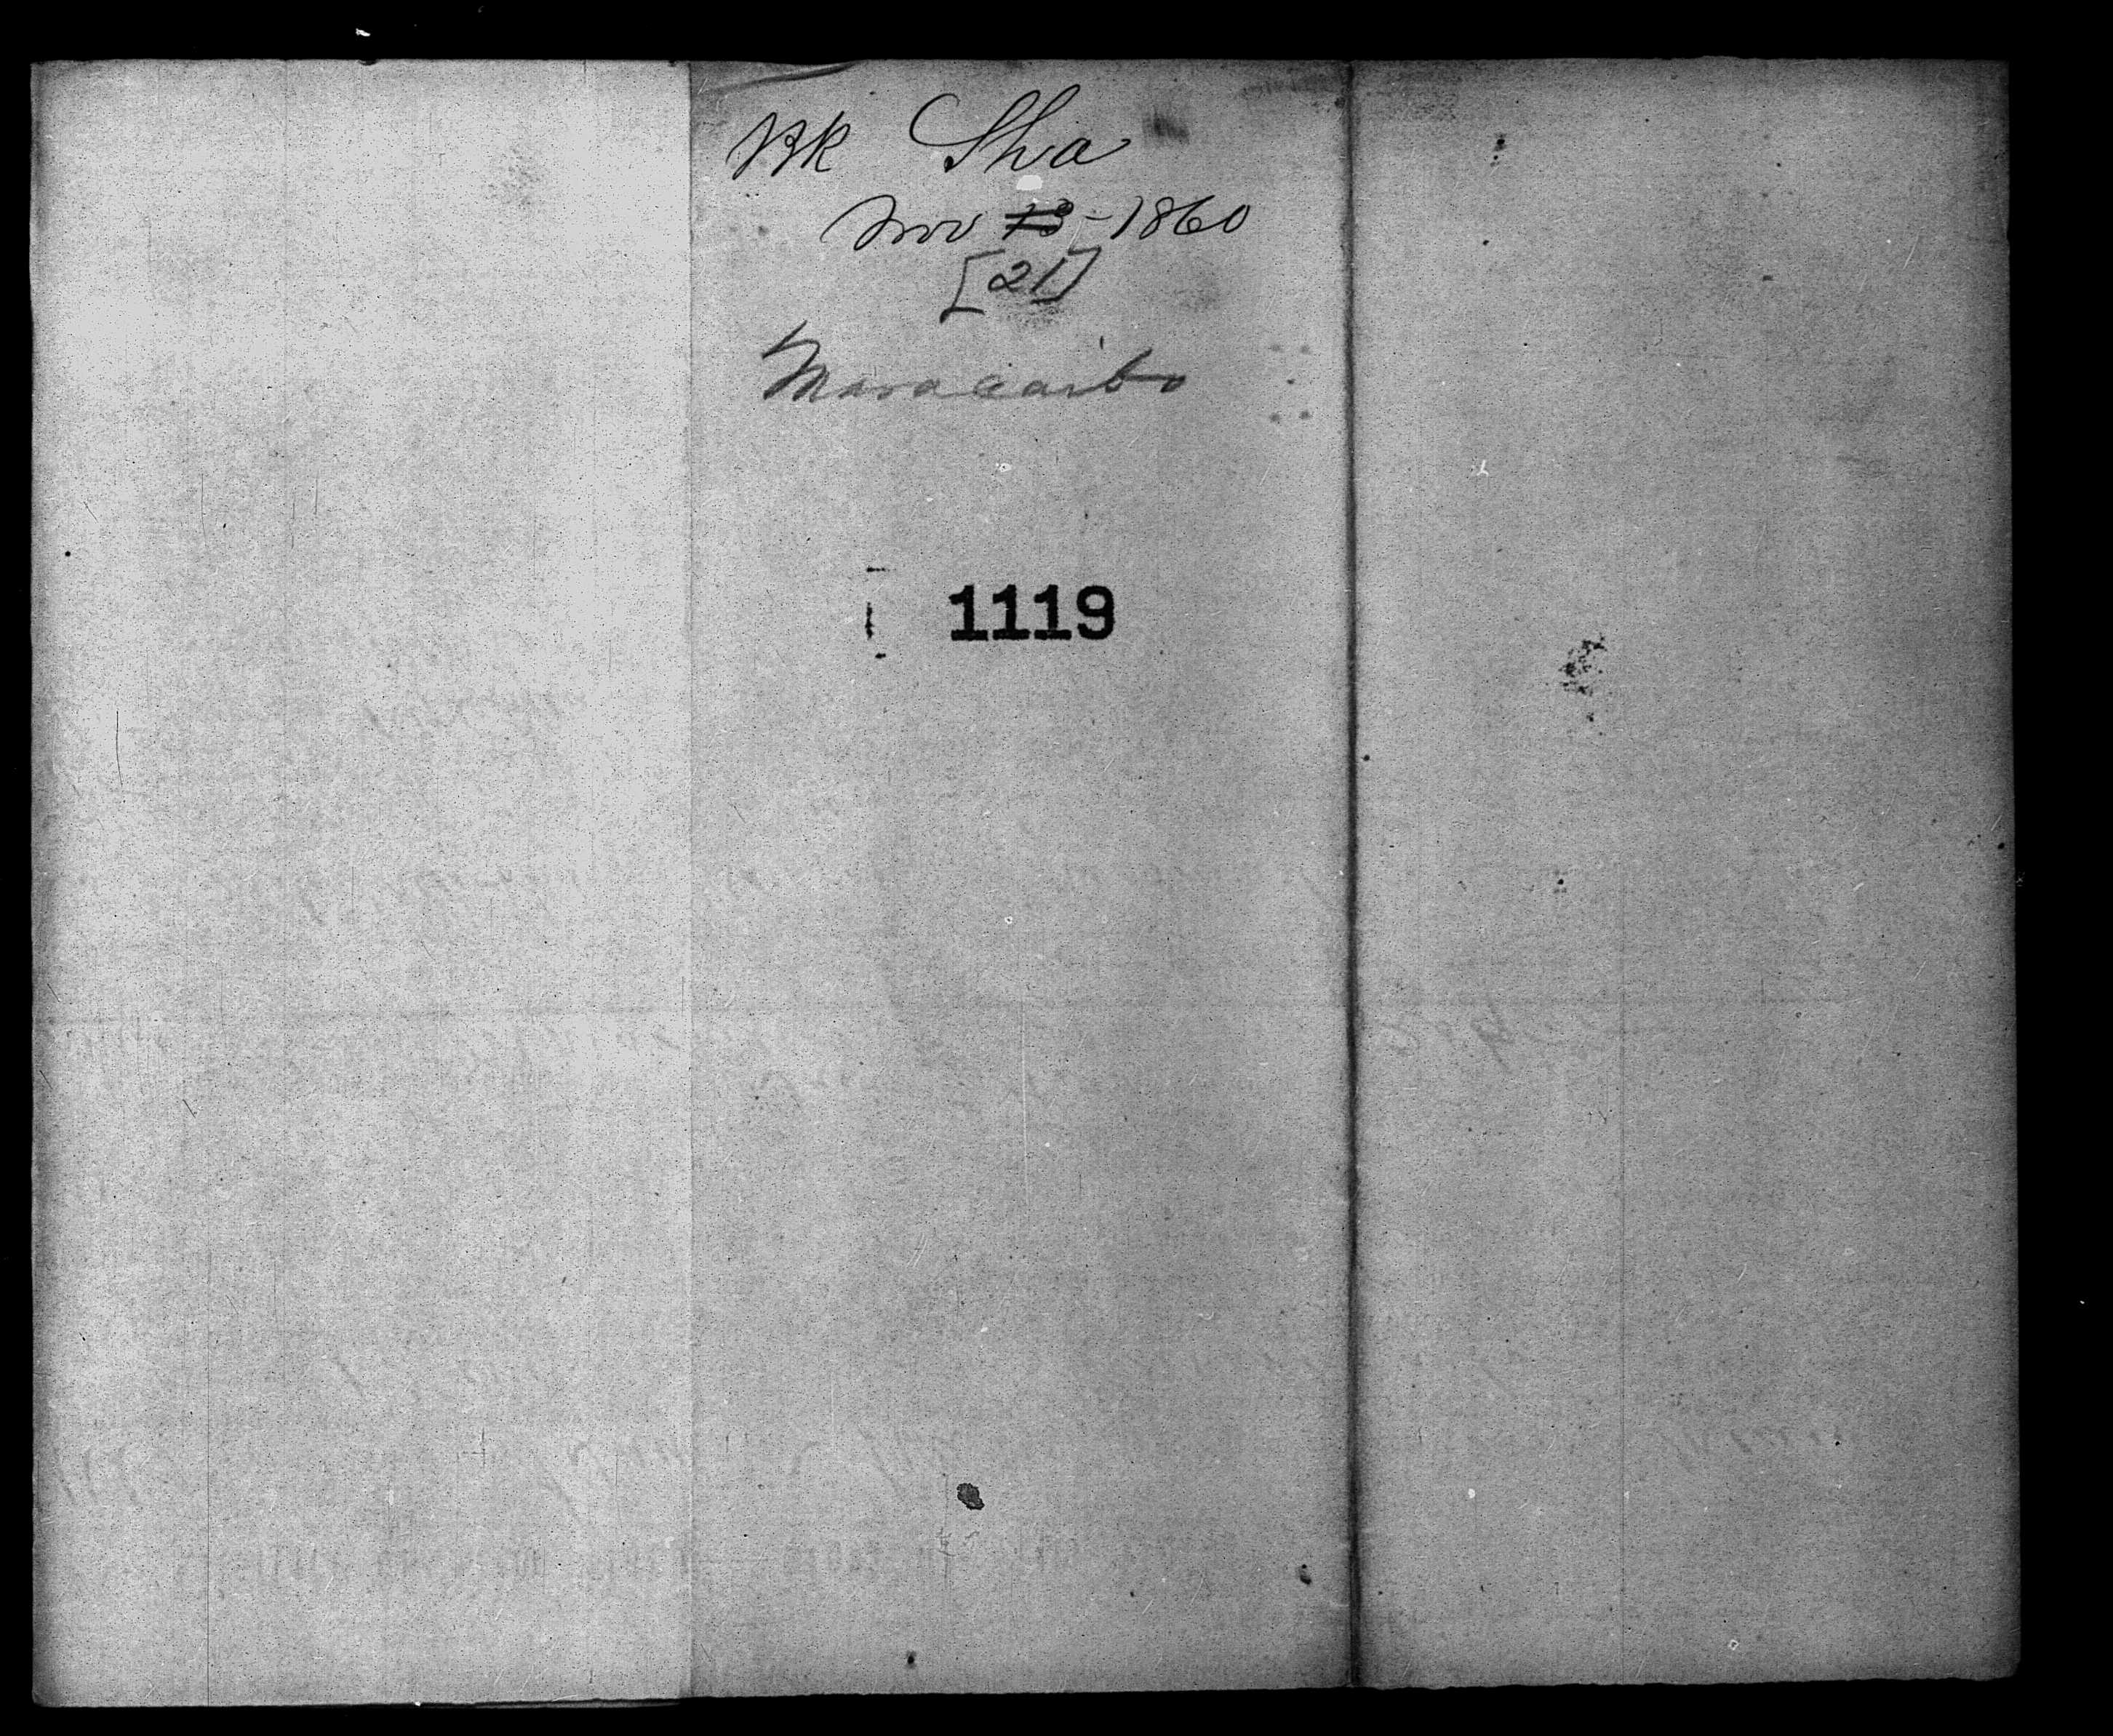 Bk Sha
Nov 13 - 1860
[21]
Maracaibo
1119